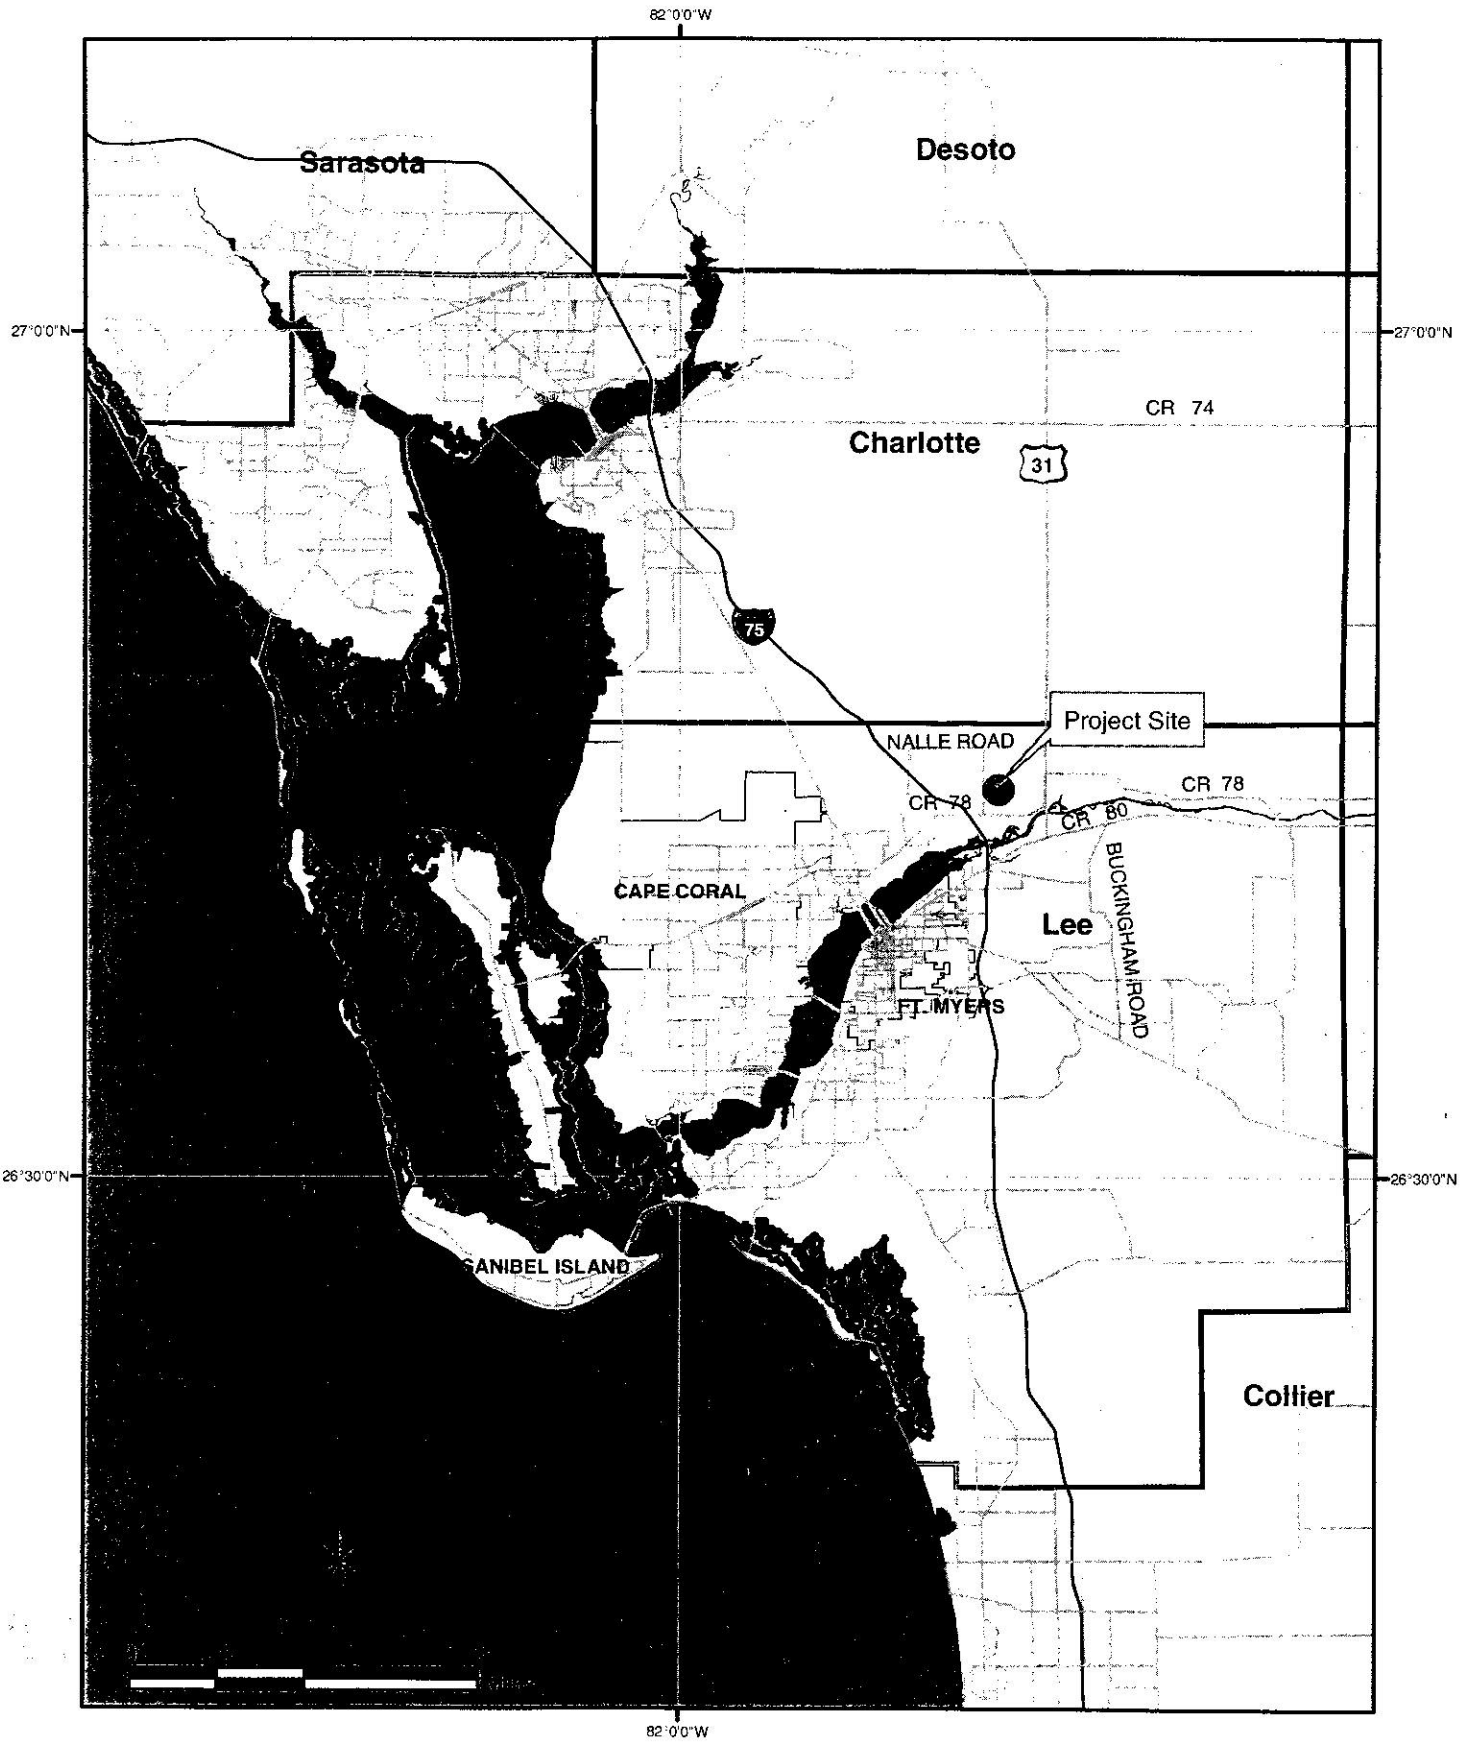 82°0'0"W
Desoto
Sarasota
27°0'0"N
27°0'0"N
CR 74
Charlotte
31
75
Project Site
NALLE ROAD
CR 78
CR 78
CR 80
BUCKINGHAM ROAD
CAPE CORAL
Lee
FT. MYERS
26°30'0"N
26°30'0"N
SANIBEL ISLAND
Collier
82°0'0"W